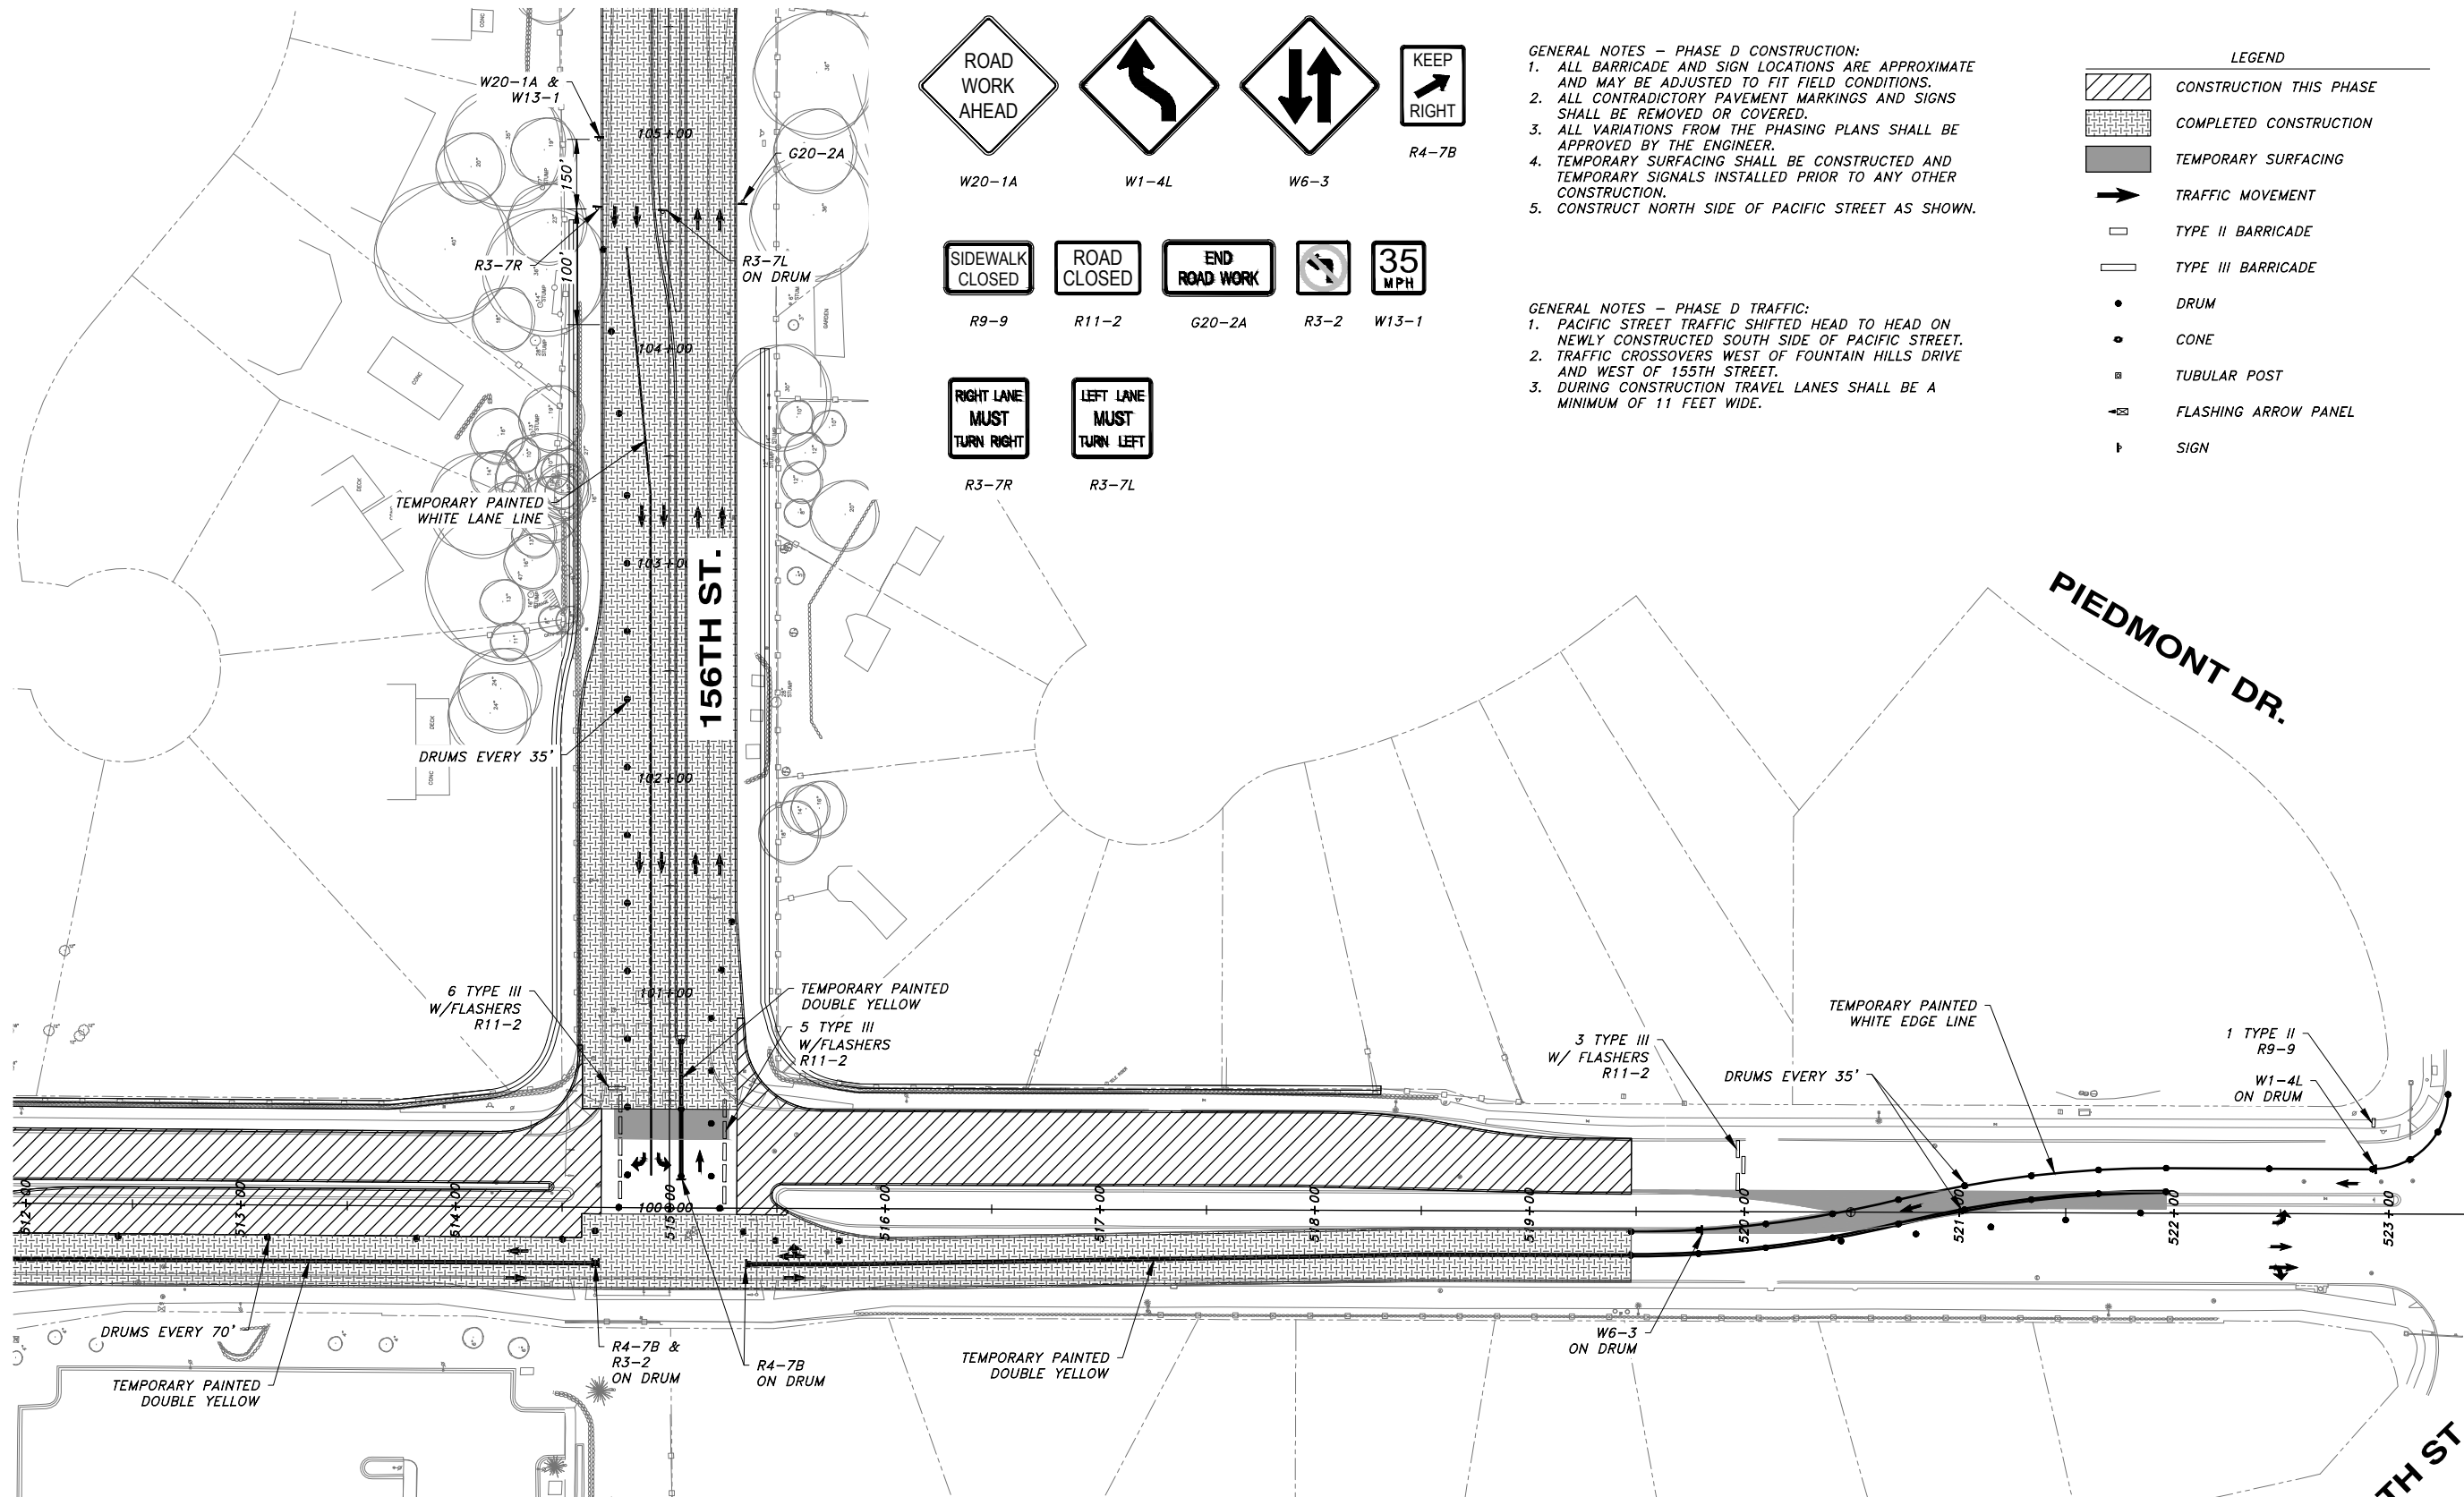 ROAD
WORK
AHEAD
W20-1A
W1-4L
W6-3
KEEP
RIGHT
R4-7B
SIDEWALK
CLOSED
R9-9
ROAD
CLOSED
R11-2
END
ROAD WORK
G20-2A
R3-2
35
MPH
W13-1
RIGHT LANE
MUST
TURN RIGHT
R3-7R
LEFT LANE
MUST
TURN LEFT
R3-7L
GENERAL NOTES – PHASE D CONSTRUCTION:
1. ALL BARRICADE AND SIGN LOCATIONS ARE APPROXIMATE
AND MAY BE ADJUSTED TO FIT FIELD CONDITIONS.
2. ALL CONTRADICTORY PAVEMENT MARKINGS AND SIGNS
SHALL BE REMOVED OR COVERED.
3. ALL VARIATIONS FROM THE PHASING PLANS SHALL BE
APPROVED BY THE ENGINEER.
4. TEMPORARY SURFACING SHALL BE CONSTRUCTED AND
TEMPORARY SIGNALS INSTALLED PRIOR TO ANY OTHER
CONSTRUCTION.
5. CONSTRUCT NORTH SIDE OF PACIFIC STREET AS SHOWN.
GENERAL NOTES – PHASE D TRAFFIC:
1. PACIFIC STREET TRAFFIC SHIFTED HEAD TO HEAD ON
NEWLY CONSTRUCTED SOUTH SIDE OF PACIFIC STREET.
2. TRAFFIC CROSSOVERS WEST OF FOUNTAIN HILLS DRIVE
AND WEST OF 155TH STREET.
3. DURING CONSTRUCTION TRAVEL LANES SHALL BE A
MINIMUM OF 11 FEET WIDE.
LEGEND
CONSTRUCTION THIS PHASE
COMPLETED CONSTRUCTION
TEMPORARY SURFACING
TRAFFIC MOVEMENT
TYPE II BARRICADE
TYPE III BARRICADE
DRUM
CONE
TUBULAR POST
FLASHING ARROW PANEL
SIGN
W20-1A &
W13-1
105+00
G20-2A
150'
R3-7R
100'
R3-7L
ON DRUM
104+00
GARDEN
CONC
CONC
DECK
TEMPORARY PAINTED
WHITE LANE LINE
103+00
156TH ST.
DECK
CONC
DRUMS EVERY 35'
102+00
PIEDMONT DR.
6 TYPE III
W/FLASHERS
R11-2
101+00
TEMPORARY PAINTED
DOUBLE YELLOW
5 TYPE III
W/FLASHERS
R11-2
3 TYPE III
W/ FLASHERS
R11-2
TEMPORARY PAINTED
WHITE EDGE LINE
DRUMS EVERY 35'
1 TYPE II
R9-9
W1-4L
ON DRUM
100+00
512+00
513+00
514+00
515+00
516+00
517+00
518+00
519+00
520+00
521+00
522+00
523+00
DRUMS EVERY 70'
TEMPORARY PAINTED
DOUBLE YELLOW
R4-7B &
R3-2
ON DRUM
R4-7B
ON DRUM
TEMPORARY PAINTED
DOUBLE YELLOW
W6-3
ON DRUM
TH ST